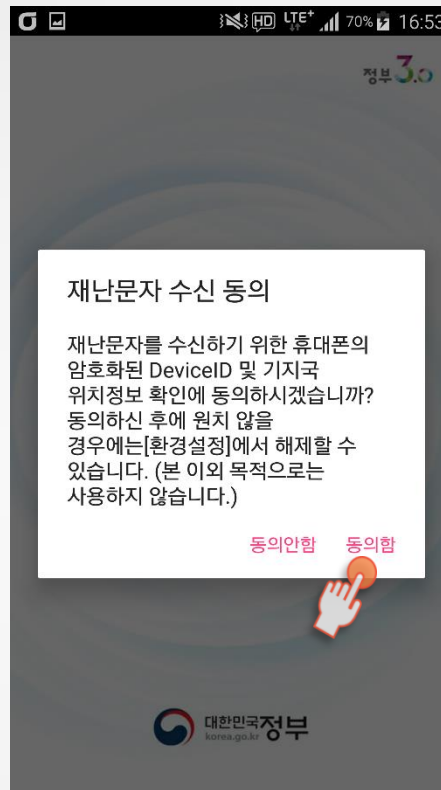 HD LTE+ 70% 16:53
정부3.0
재난문자 수신 동의
재난문자를 수신하기 위한 휴대폰의
암호화된 DeviceID 및 기지국
위치정보 확인에 동의하시겠습니까?
동의하신 후에 원치 않을
경우에는[환경설정]에서 해제할 수
있습니다. (본 이외 목적으로는
사용하지 않습니다.)
동의안함 동의함
대한민국정부
korea.go.kr